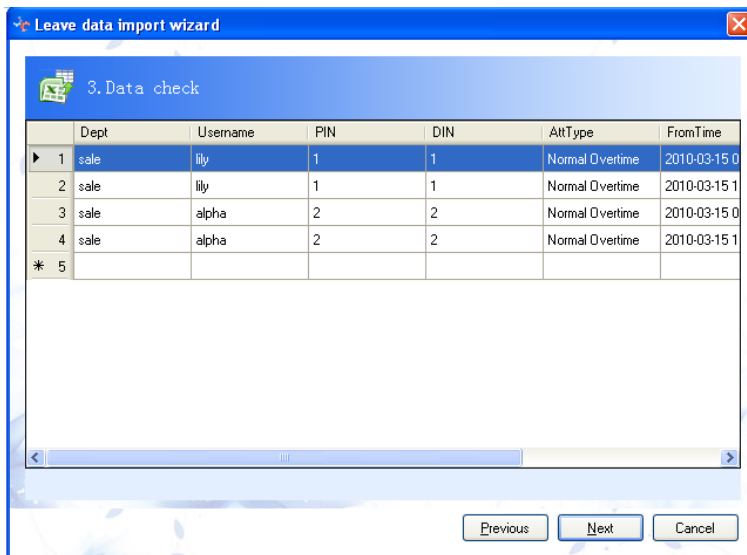 Leave data import wizard
3.Data check
Dept Username PIN DIN AttType FromTime
1 sale lily 1 1 Normal Overtime 2010-03-15 0
2 sale lily 1 1 Normal Overtime 2010-03-15 1
3 sale alpha 2 2 Normal Overtime 2010-03-15 0
4 sale alpha 2 2 Normal Overtime 2010-03-15 1
* 5
Previous Next Cancel